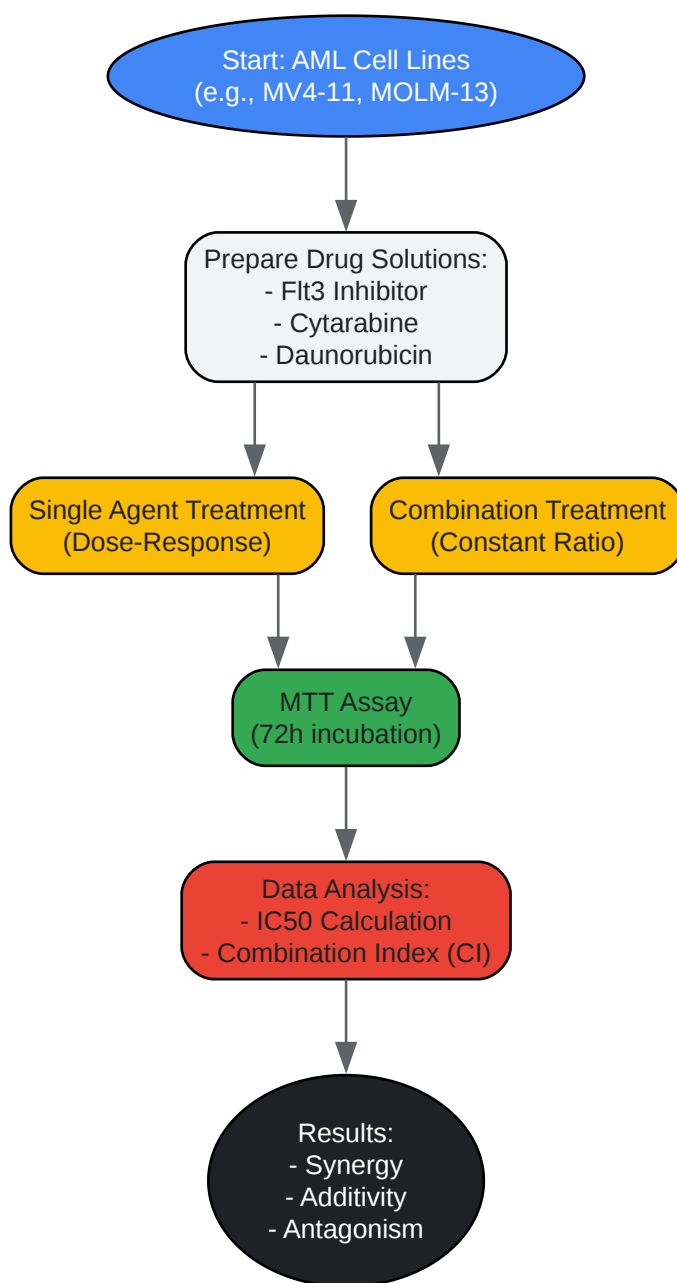 Start: AML Cell Lines
(e.g., MV4-11, MOLM-13)
Prepare Drug Solutions:
- Flt3 Inhibitor
- Cytarabine
- Daunorubicin
Single Agent Treatment
(Dose-Response)
Combination Treatment
(Constant Ratio)
MTT Assay
(72h incubation)
Data Analysis:
- IC50 Calculation
- Combination Index (CI)
Results:
- Synergy
- Additivity
- Antagonism